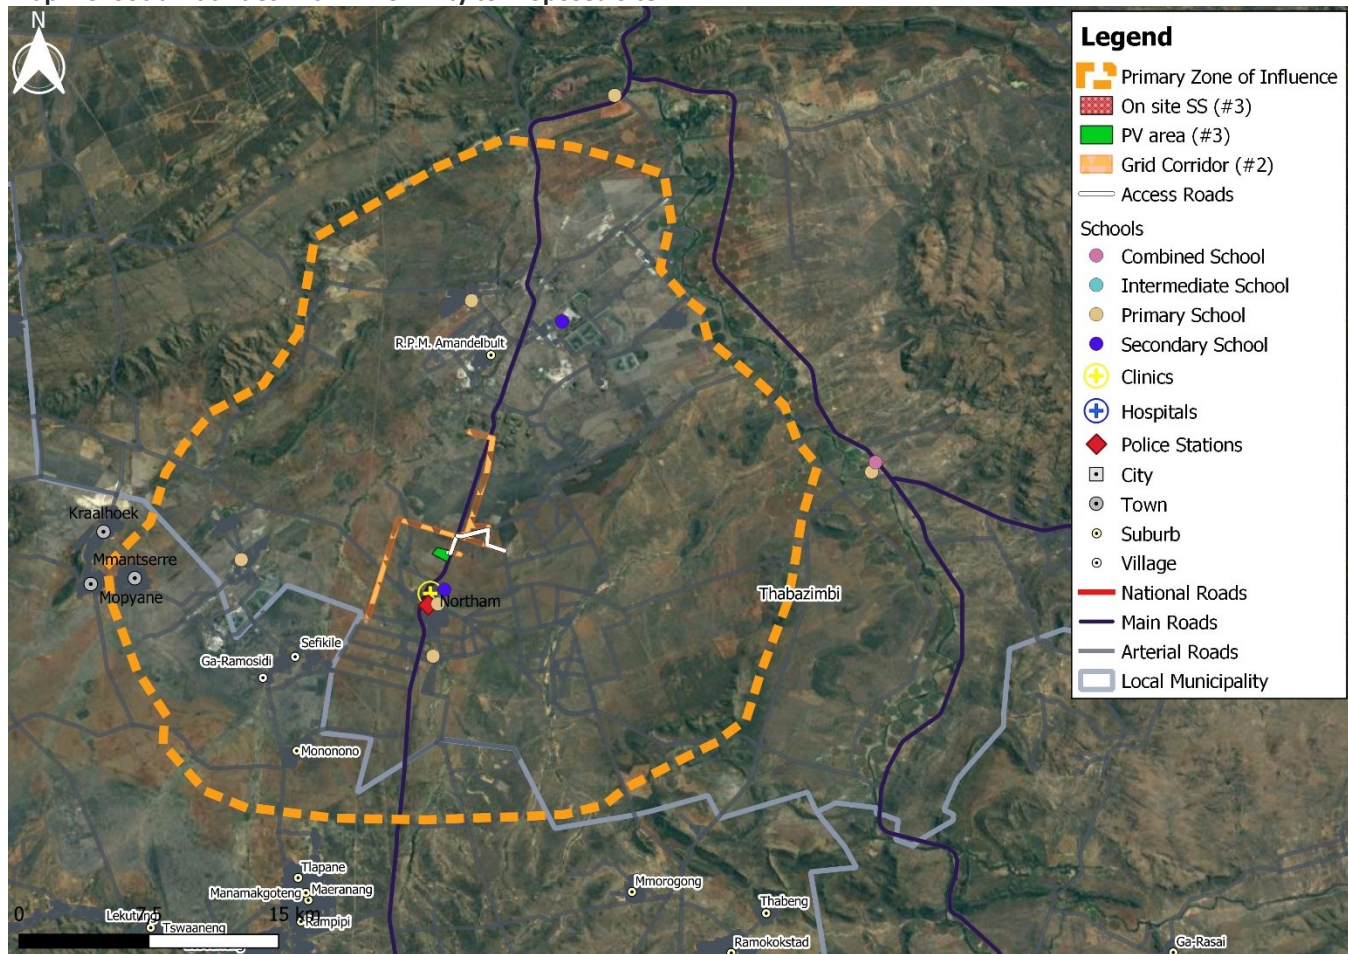 N
Legend
Primary Zone of Influence
On site SS (#3)
PV area (#3)
Grid Corridor (#2)
Access Roads
Schools
Combined School
Intermediate School
Primary School
Secondary School
Clinics
Hospitals
Police Stations
City
Town
Suburb
Village
National Roads
Main Roads
Arterial Roads
Local Municipality
R.P.M. Amandelbult
Kraalhoek
Mmantserre
Mopyane
Northam
Thabazimbi
Sefikile
Ga-Ramosidi
Mononono
Tlapane
Manamakgoteng
Maeranang
Rampipi
Mmorogong
Thabeng
Ramokokstad
Ga-Rasai
Lekutung
Tswaaneng
0
7,5
15 km